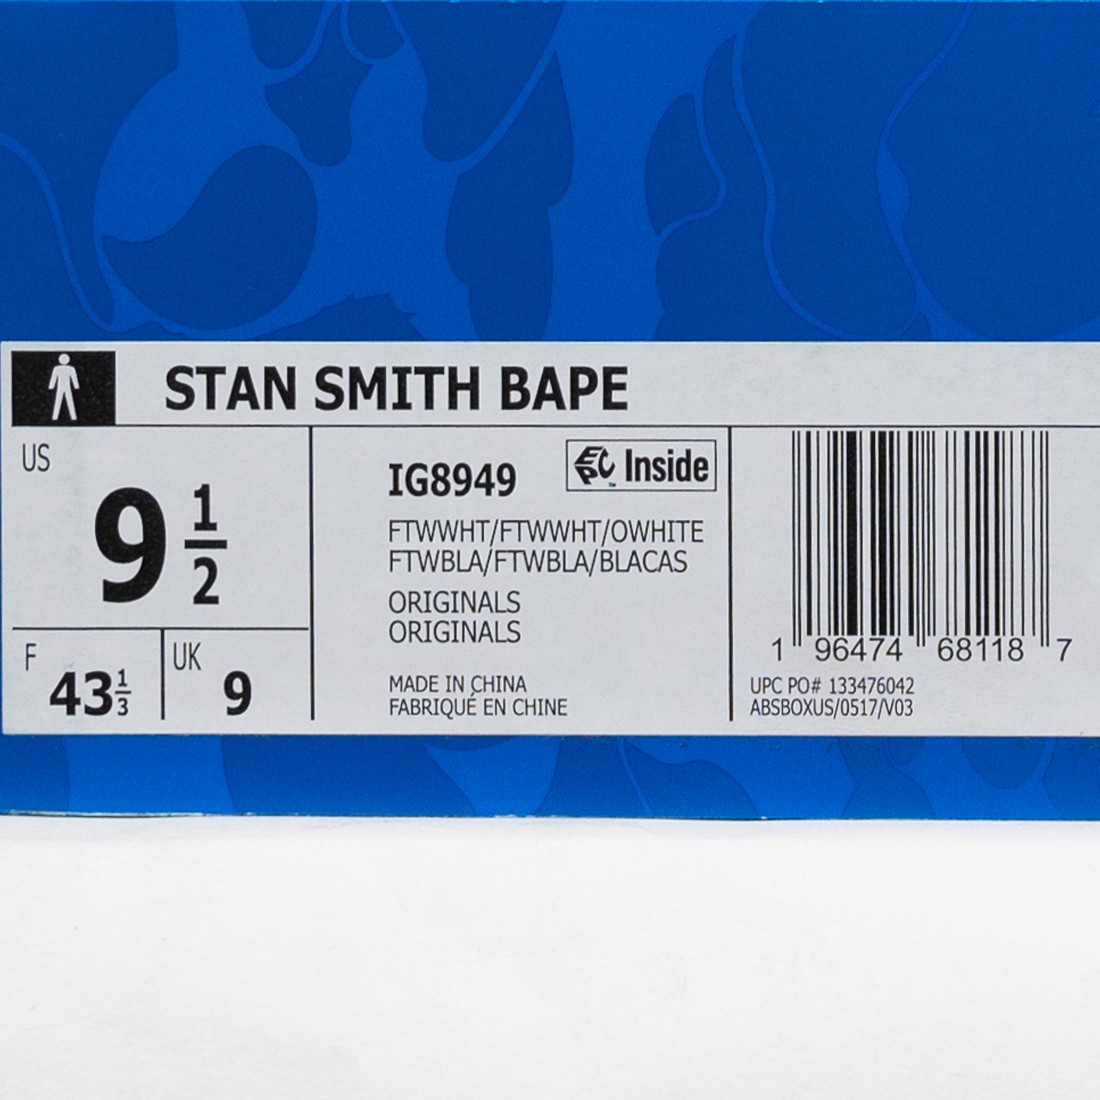 STAN SMITH BAPE
US
9 1/2
F
43 1/3
UK
9
IG8949
EPC Inside
™
FTWWHT/FTWWHT/OWHITE
FTWBLA/FTWBLA/BLACAS
ORIGINALS
ORIGINALS
MADE IN CHINA
FABRIQUÉ EN CHINE
1 96474 68118 7
UPC PO# 133476042
ABSBOXUS/0517/V03